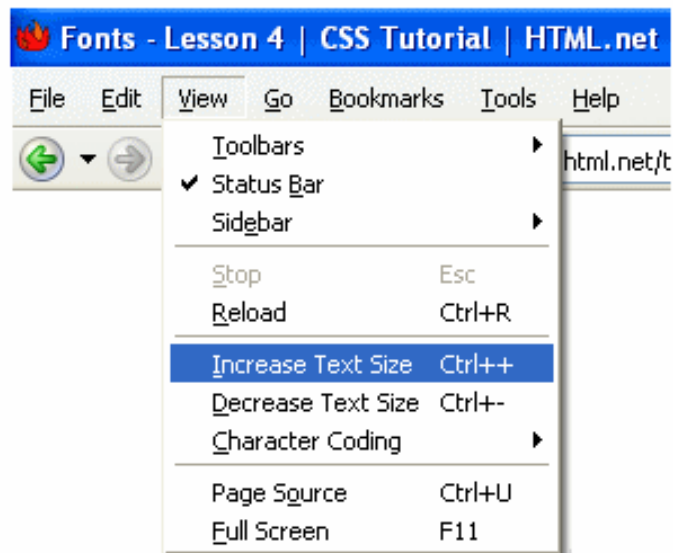 Fonts - Lesson 4 | CSS Tutorial | HTML.net
File Edit View Go Bookmarks Tools Help
html.net/t
Toolbars
Status Bar
Sidebar
Stop Esc
Reload Ctrl+R
Increase Text Size Ctrl++
Decrease Text Size Ctrl+-
Character Coding
Page Source Ctrl+U
Full Screen F11